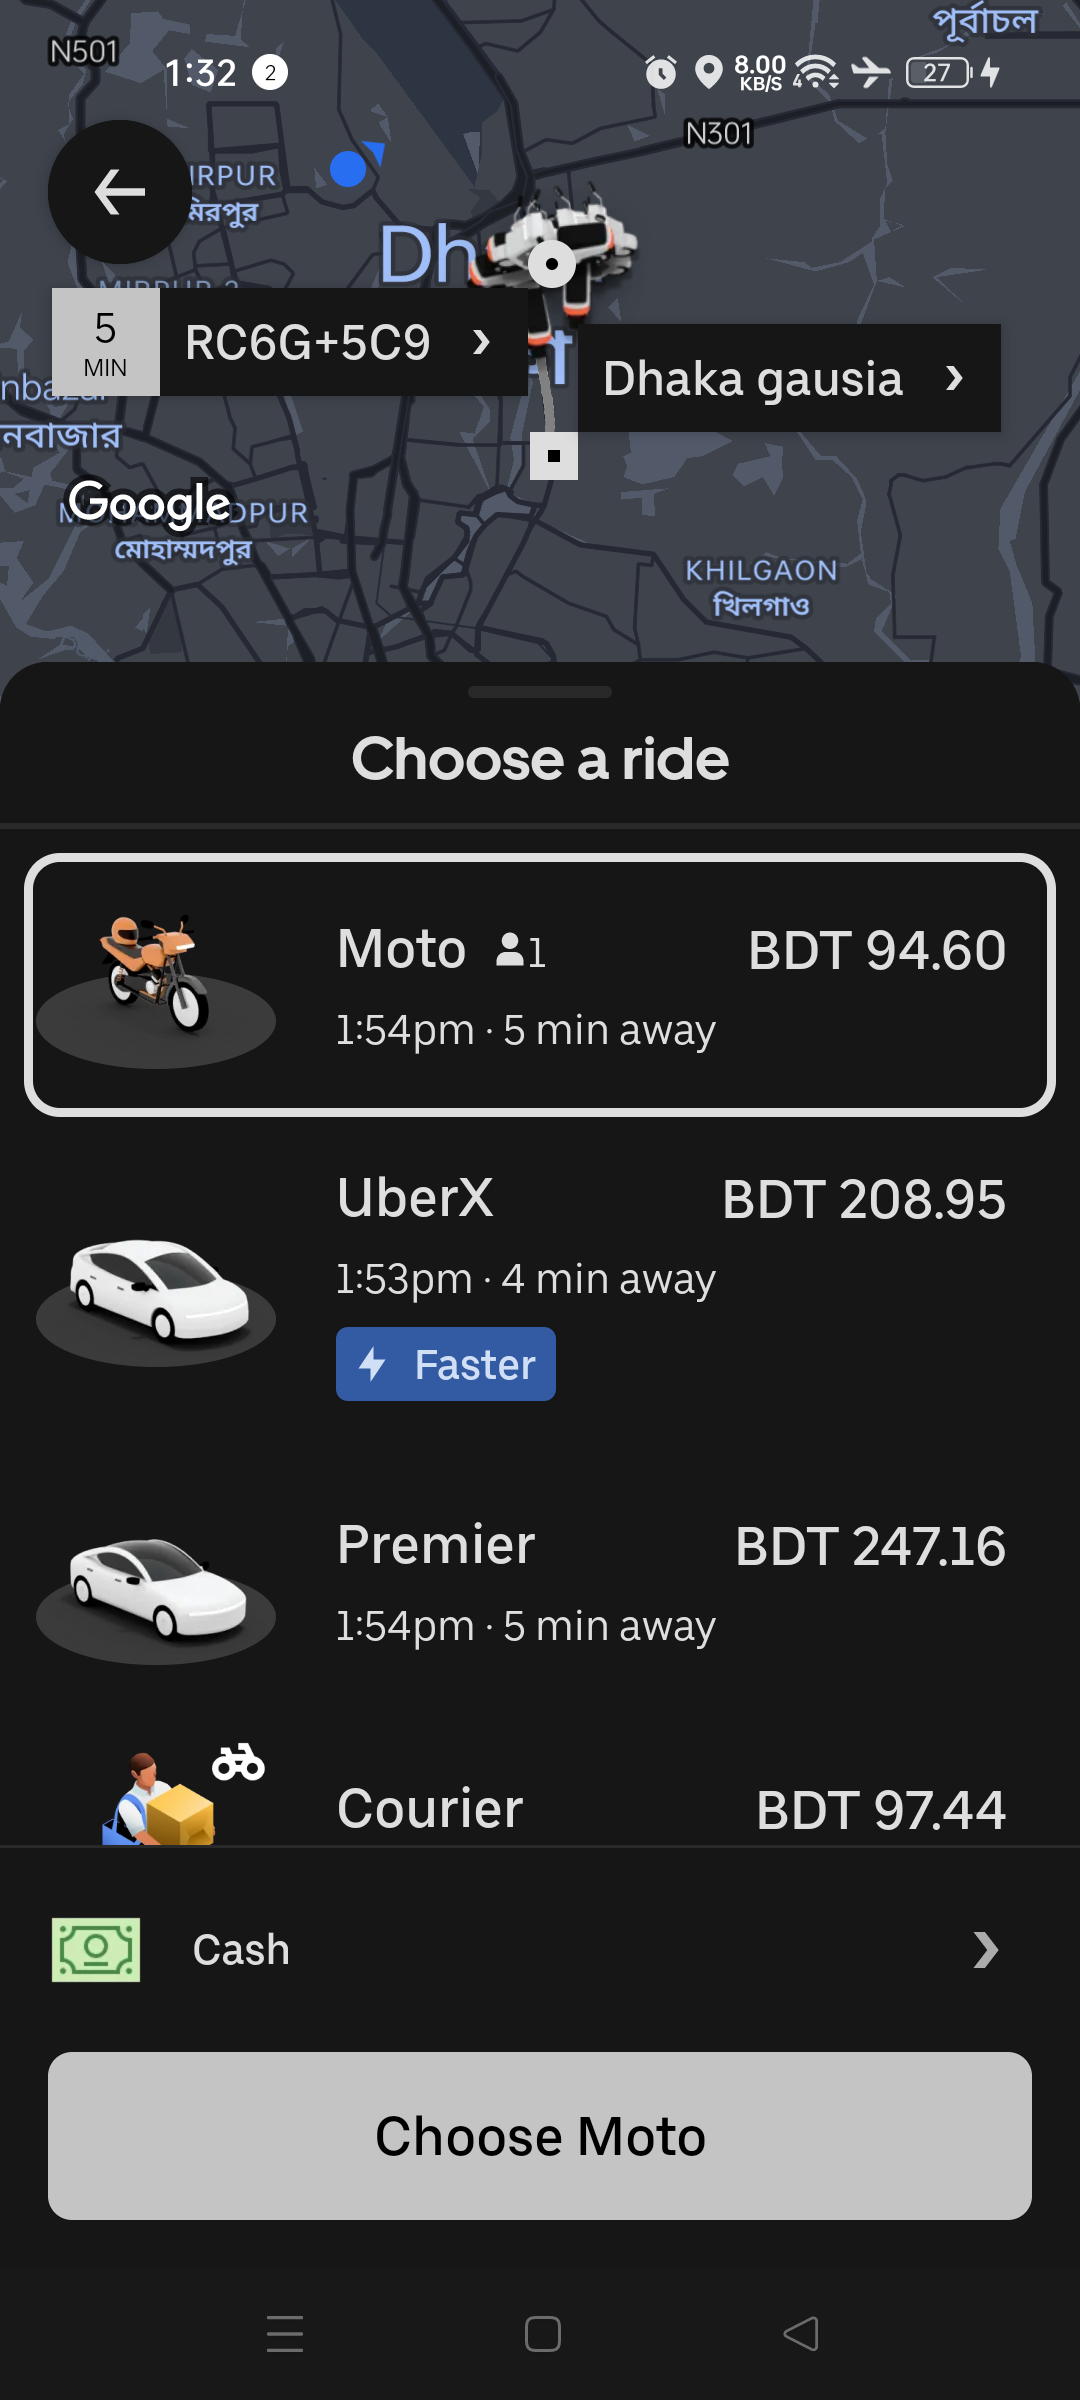 পূর্বাচল
N501
1:32 2
8.00
KB/S
4
27
N301
মিরপুর
Dh
5
MIN
RC6G+5C9
Dhaka gausia
নবাজার
Google
মোহাম্মদপুর
KHILGAON
খিলগাও
Choose a ride
Moto 1
BDT 94.60
1:54pm · 5 min away
UberX
BDT 208.95
1:53pm · 4 min away
Faster
Premier
BDT 247.16
1:54pm · 5 min away
Courier
BDT 97.44
Cash
Choose Moto